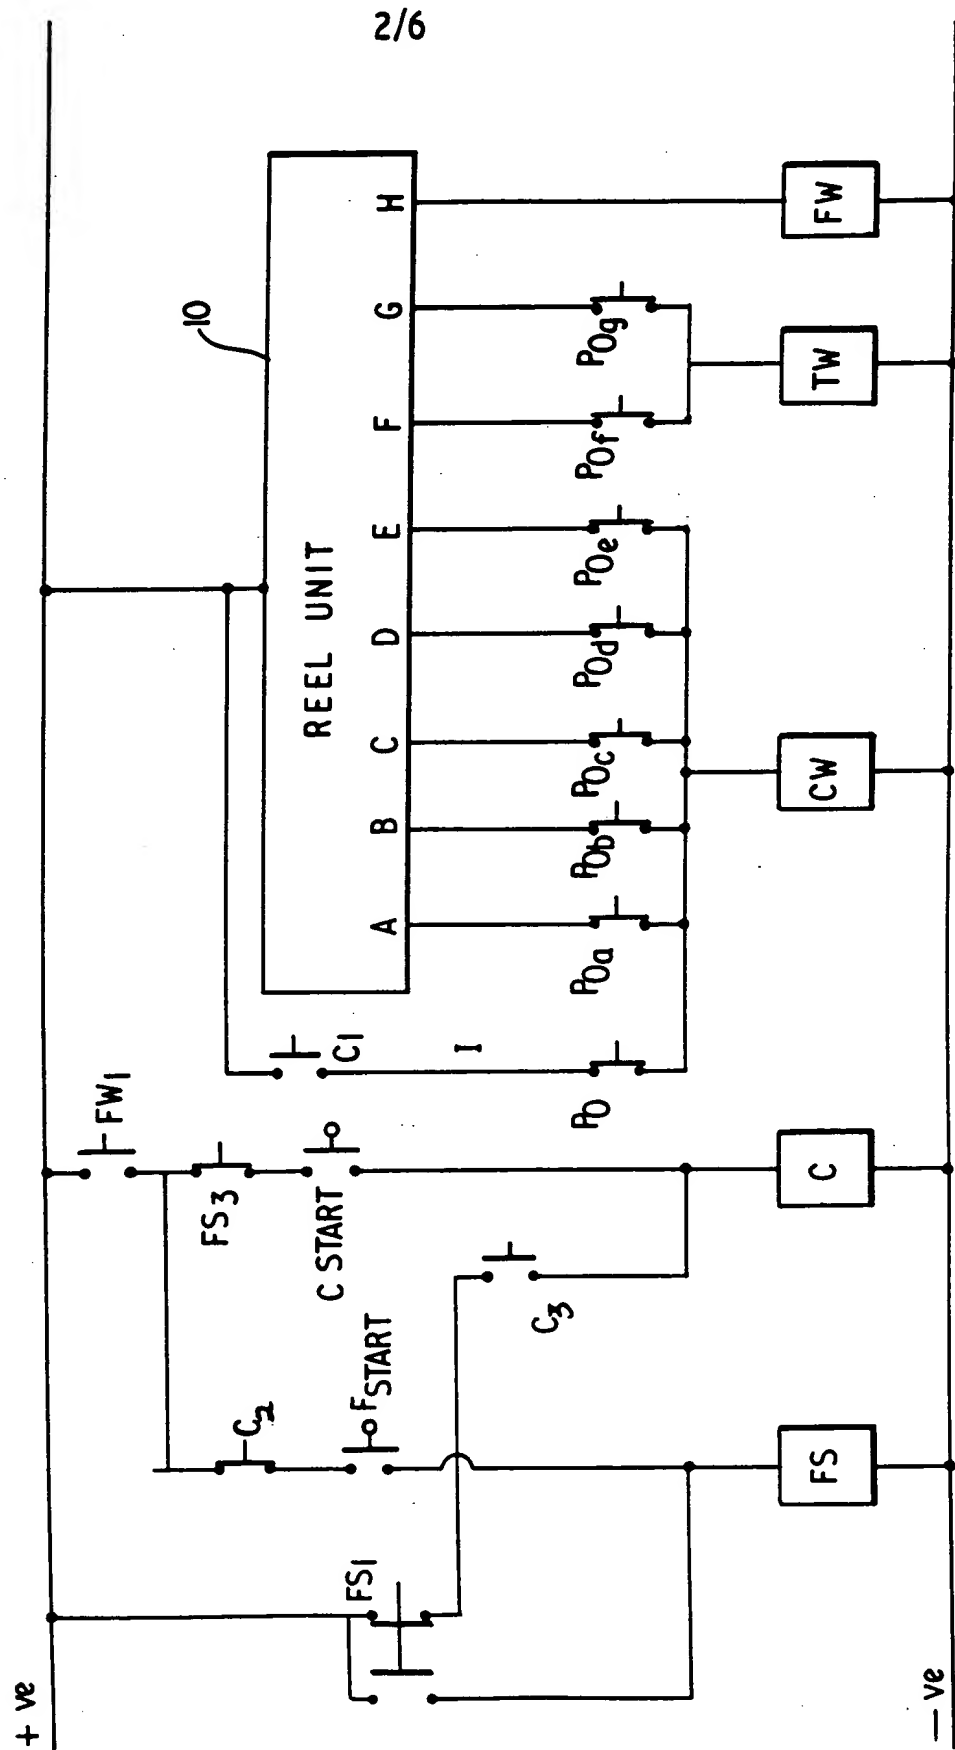 2/6
+ ve
10
REEL UNIT
A
B
C
D
E
F
G
H
FW1
FS3
C START
C1
I
C2
F START
C3
FS1
P0
P0a
P0b
P0c
P0d
P0e
P0f
P0g
FS
C
CW
TW
FW
— ve